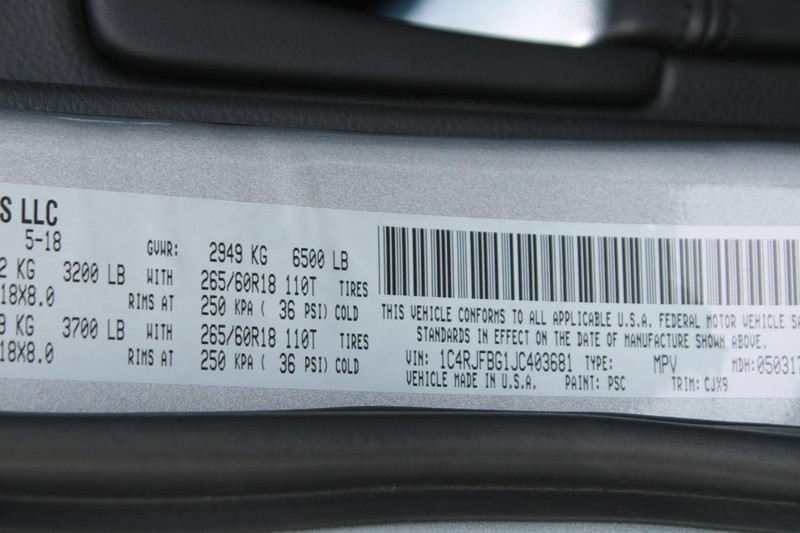 S LLC
5-18 GVWR: 2949 KG 6500 LB
2 KG 3200 LB WITH 265/60R18 110T TIRES
18X8.0 RIMS AT 250 KPA ( 36 PSI) COLD
9 KG 3700 LB WITH 265/60R18 110T TIRES
18X8.0 RIMS AT 250 KPA ( 36 PSI) COLD
THIS VEHICLE CONFORMS TO ALL APPLICABLE U.S.A. FEDERAL MOTOR VEHICLE SA
STANDARDS IN EFFECT ON THE DATE OF MANUFACTURE SHOWN ABOVE.
VIN: 1C4RJFBG1JC403681 TYPE: MPV MDH: 050317
VEHICLE MADE IN U.S.A. PAINT: PSC TRIM: CJX9